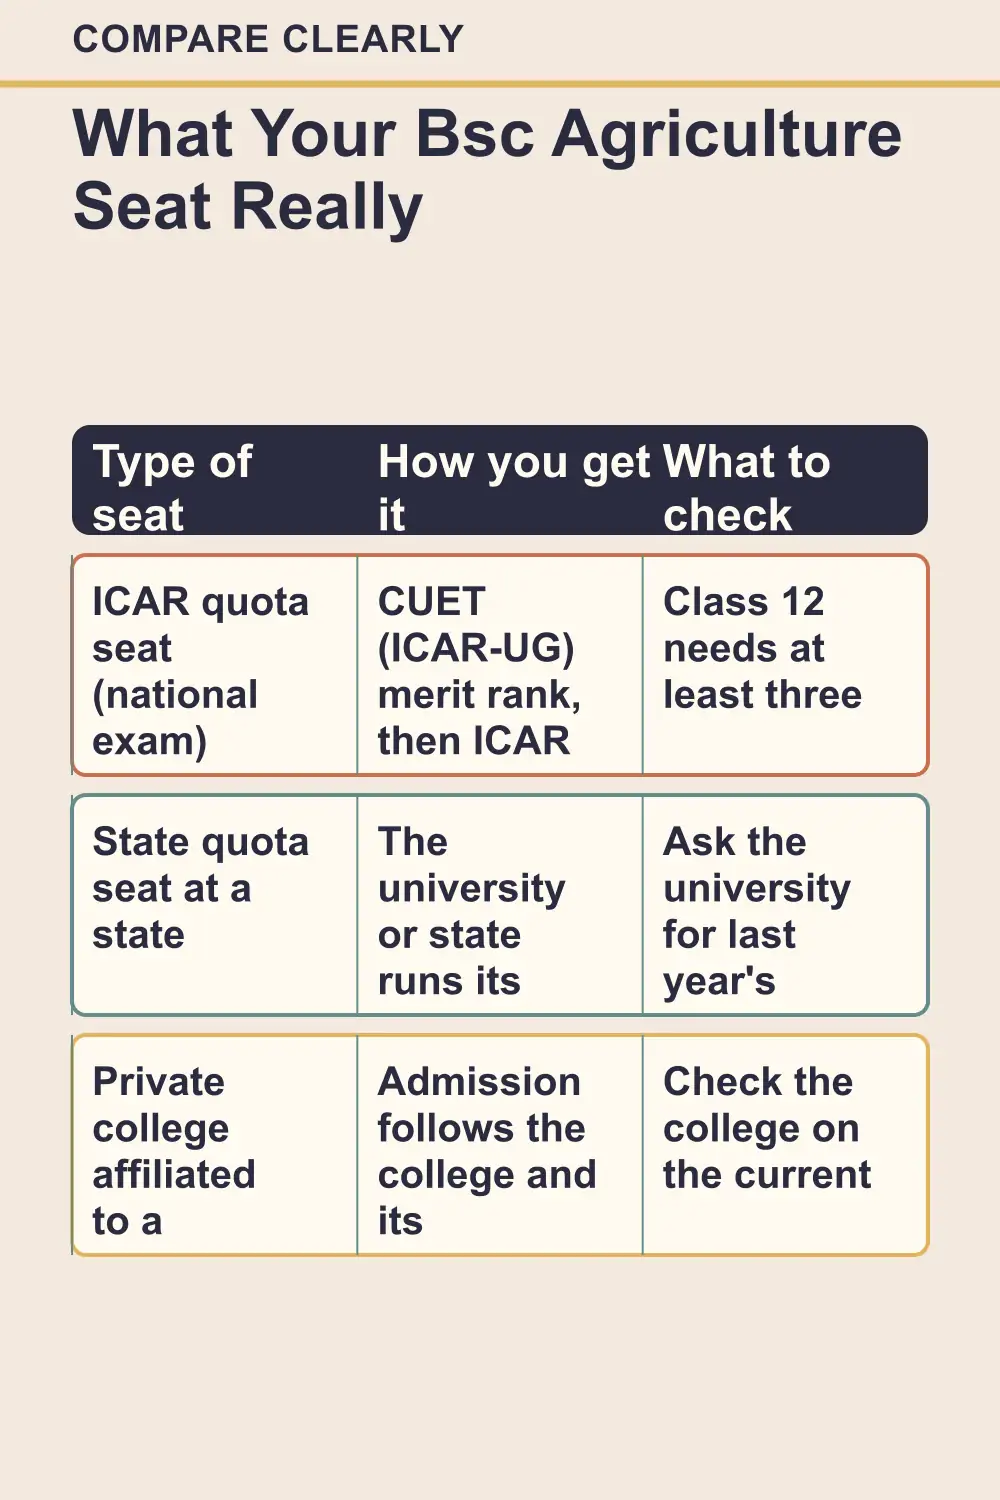 COMPARE CLEARLY
What Your Bsc Agriculture
Seat Really
Type of
seat
How you get
it
What to
check
ICAR quota
seat
(national
exam)
CUET
(ICAR-UG)
merit rank,
then ICAR
Class 12
needs at
least three
State quota
seat at a
state
The
university
or state
runs its
Ask the
university
for last
year's
Private
college
affiliated
to a
Admission
follows the
college and
its
Check the
college on
the current